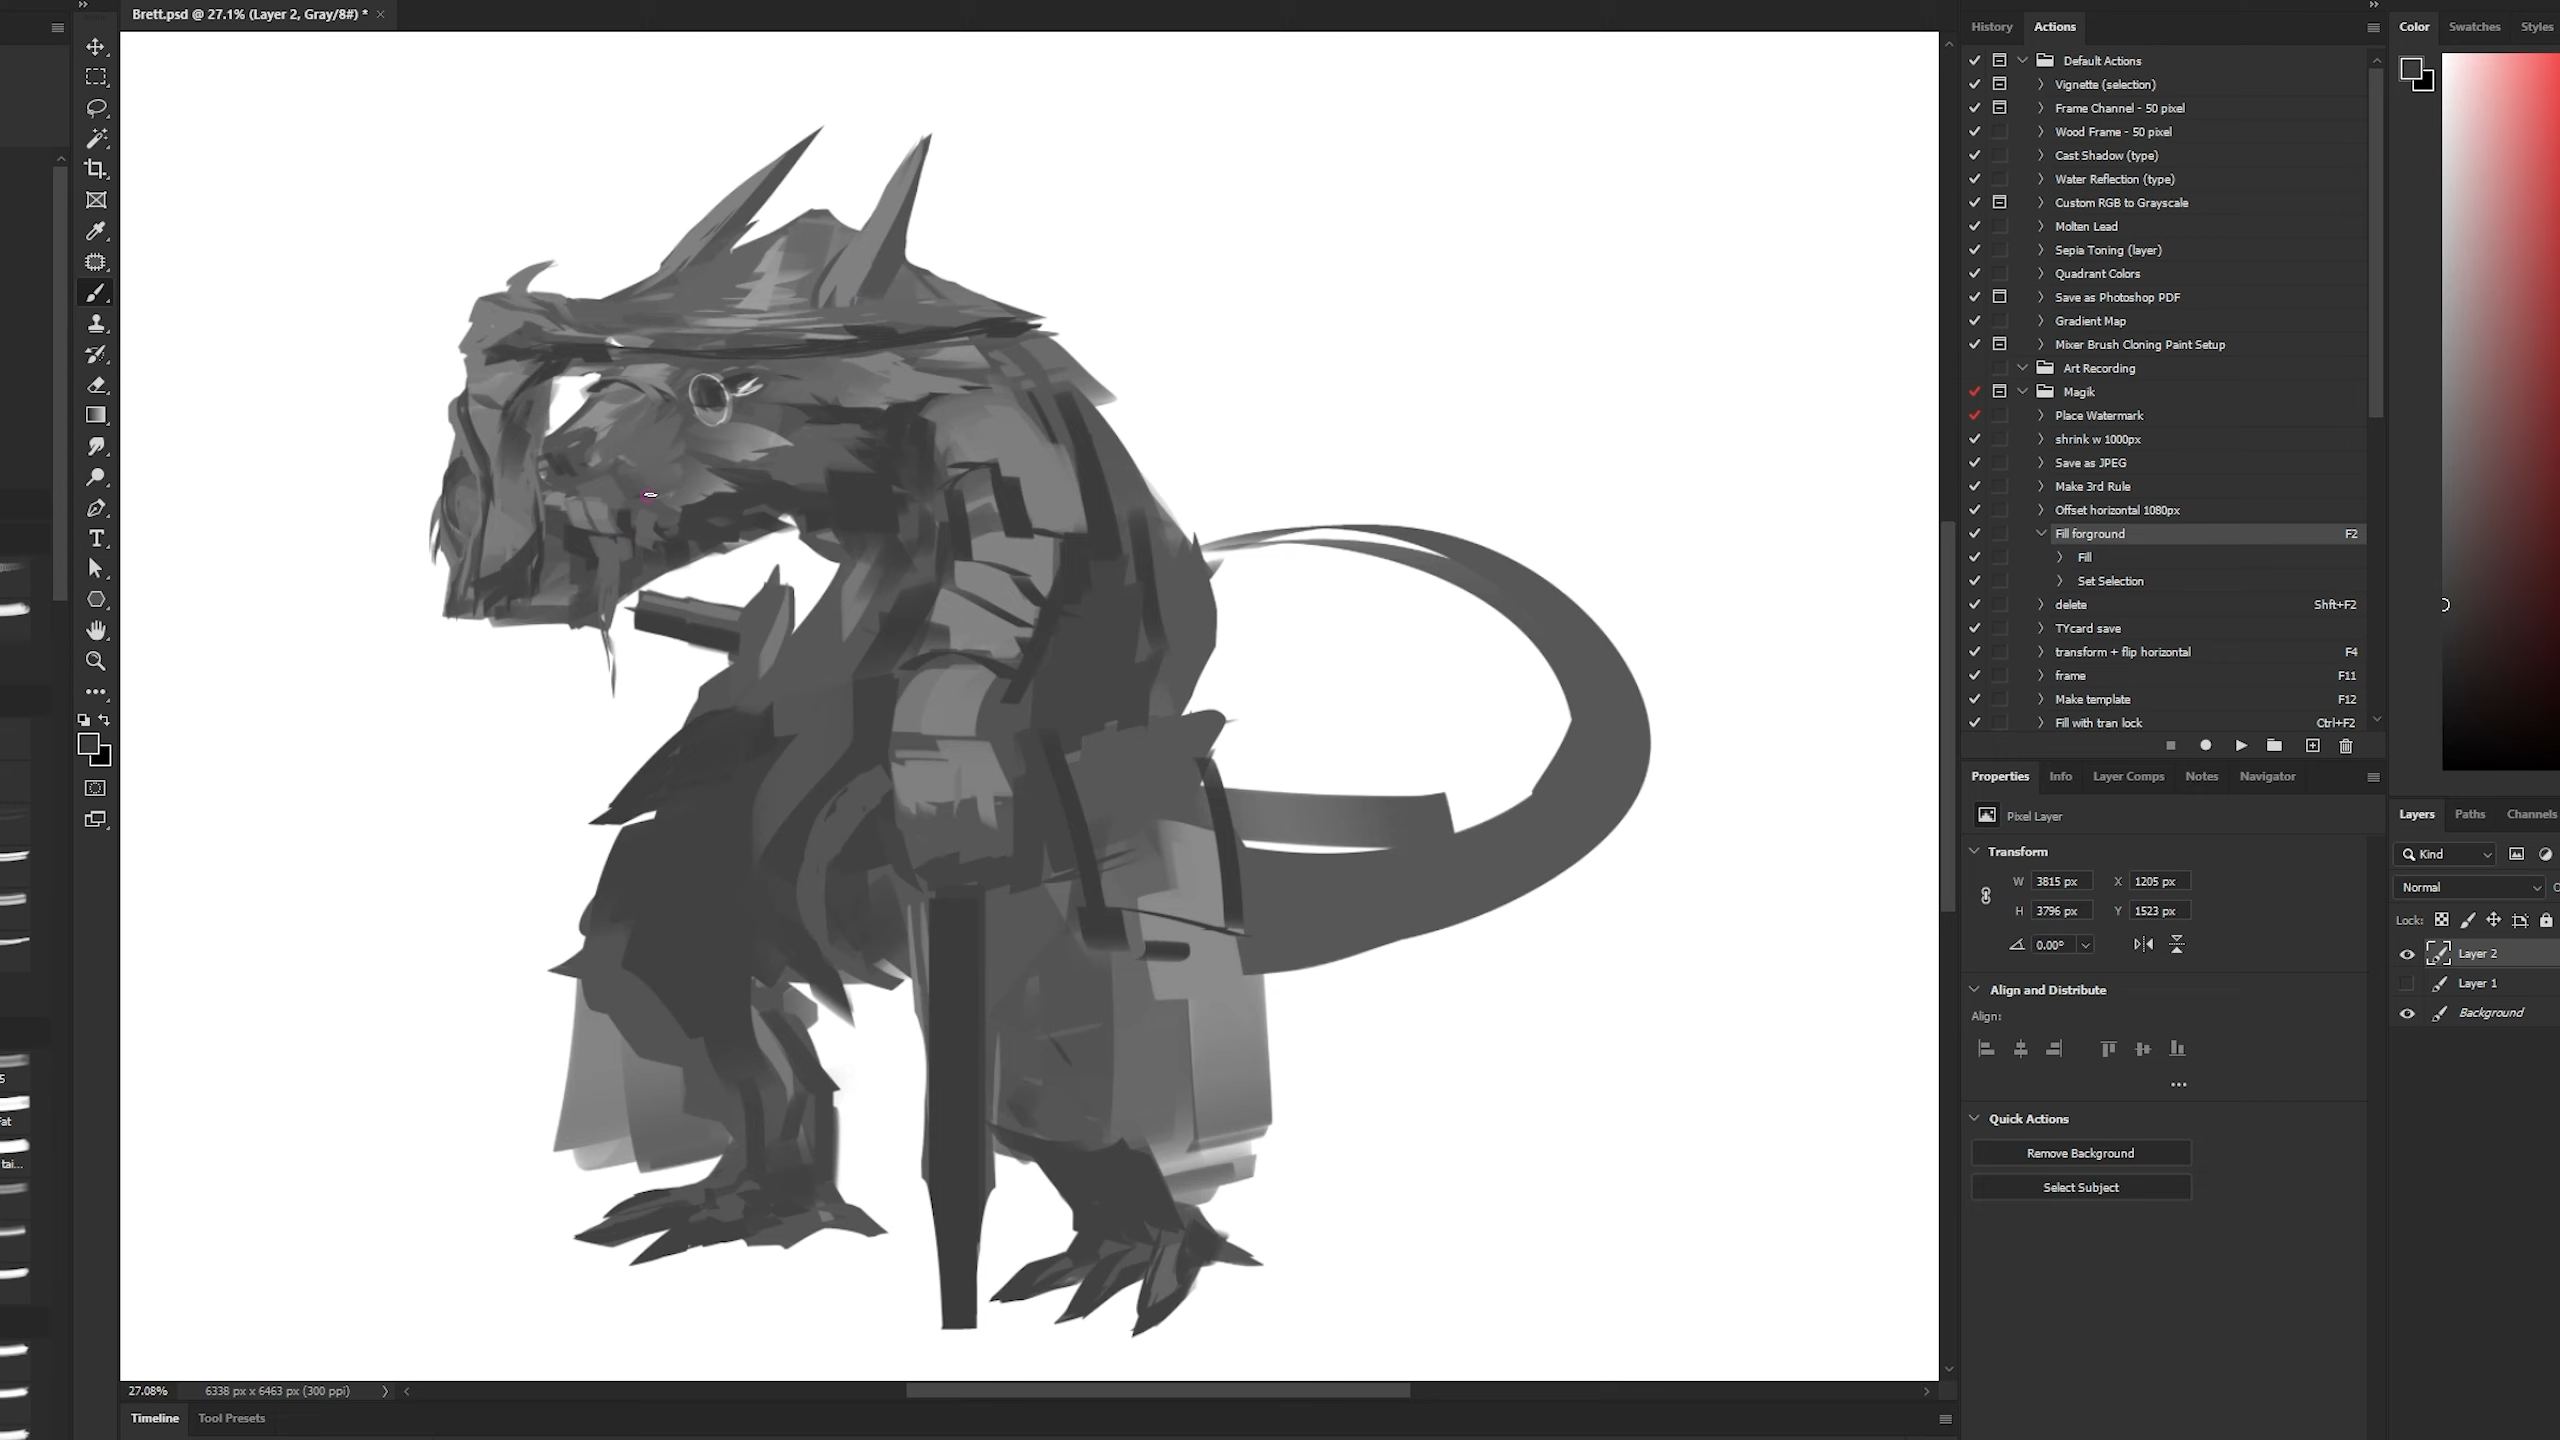 Brett.psd @ 27.1% (Layer 2, Gray/8#) *
History
Actions
Default Actions
Vignette (selection)
Frame Channel - 50 pixel
Wood Frame - 50 pixel
Cast Shadow (type)
Water Reflection (type)
Custom RGB to Grayscale
Molten Lead
Sepia Toning (layer)
Quadrant Colors
Save as Photoshop PDF
Gradient Map
Mixer Brush Cloning Paint Setup
Art Recording
Magik
Place Watermark
shrink w 1000px
Save as JPEG
Make 3rd Rule
Offset horizontal 1080px
Fill forground F2
Fill
Set Selection
delete Shft+F2
TYcard save
transform + flip horizontal F4
frame F11
Make template F12
Fill with tran lock Ctrl+F2
Properties Info Layer Comps Notes Navigator
Pixel Layer
Transform
W 3815 px X 1205 px
H 3796 px Y 1523 px
0.00°
Align and Distribute
Align:
Quick Actions
Remove Background
Select Subject
Color Swatches Styles
Layers Paths Channels
Kind
Normal
Lock:
Layer 2
Layer 1
Background
5
Fat
tai...
27.08% 6338 px x 6463 px (300 ppi)
Timeline Tool Presets